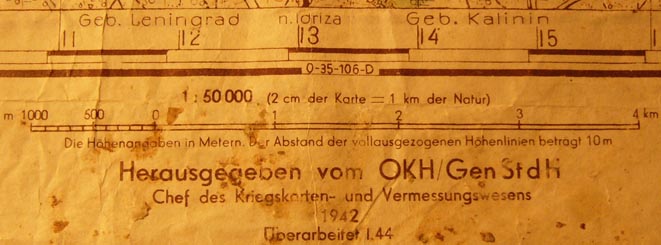 Geb. Leningrad n. Idriza Geb. Kalinin
11 12 13 14 15
O-35-106-D
1 : 50 000 (2 cm der Karte = 1 km der Natur)
m 1000 500 0 1 2 3 4 km
Die Höhenangaben in Metern. Der Abstand der vollausgezogenen Höhenlinien beträgt 10 m
Herausgegeben vom OKH/GenStdH
Chef des Kriegskarten- und Vermessungswesens
1942
Überarbeitet I.44